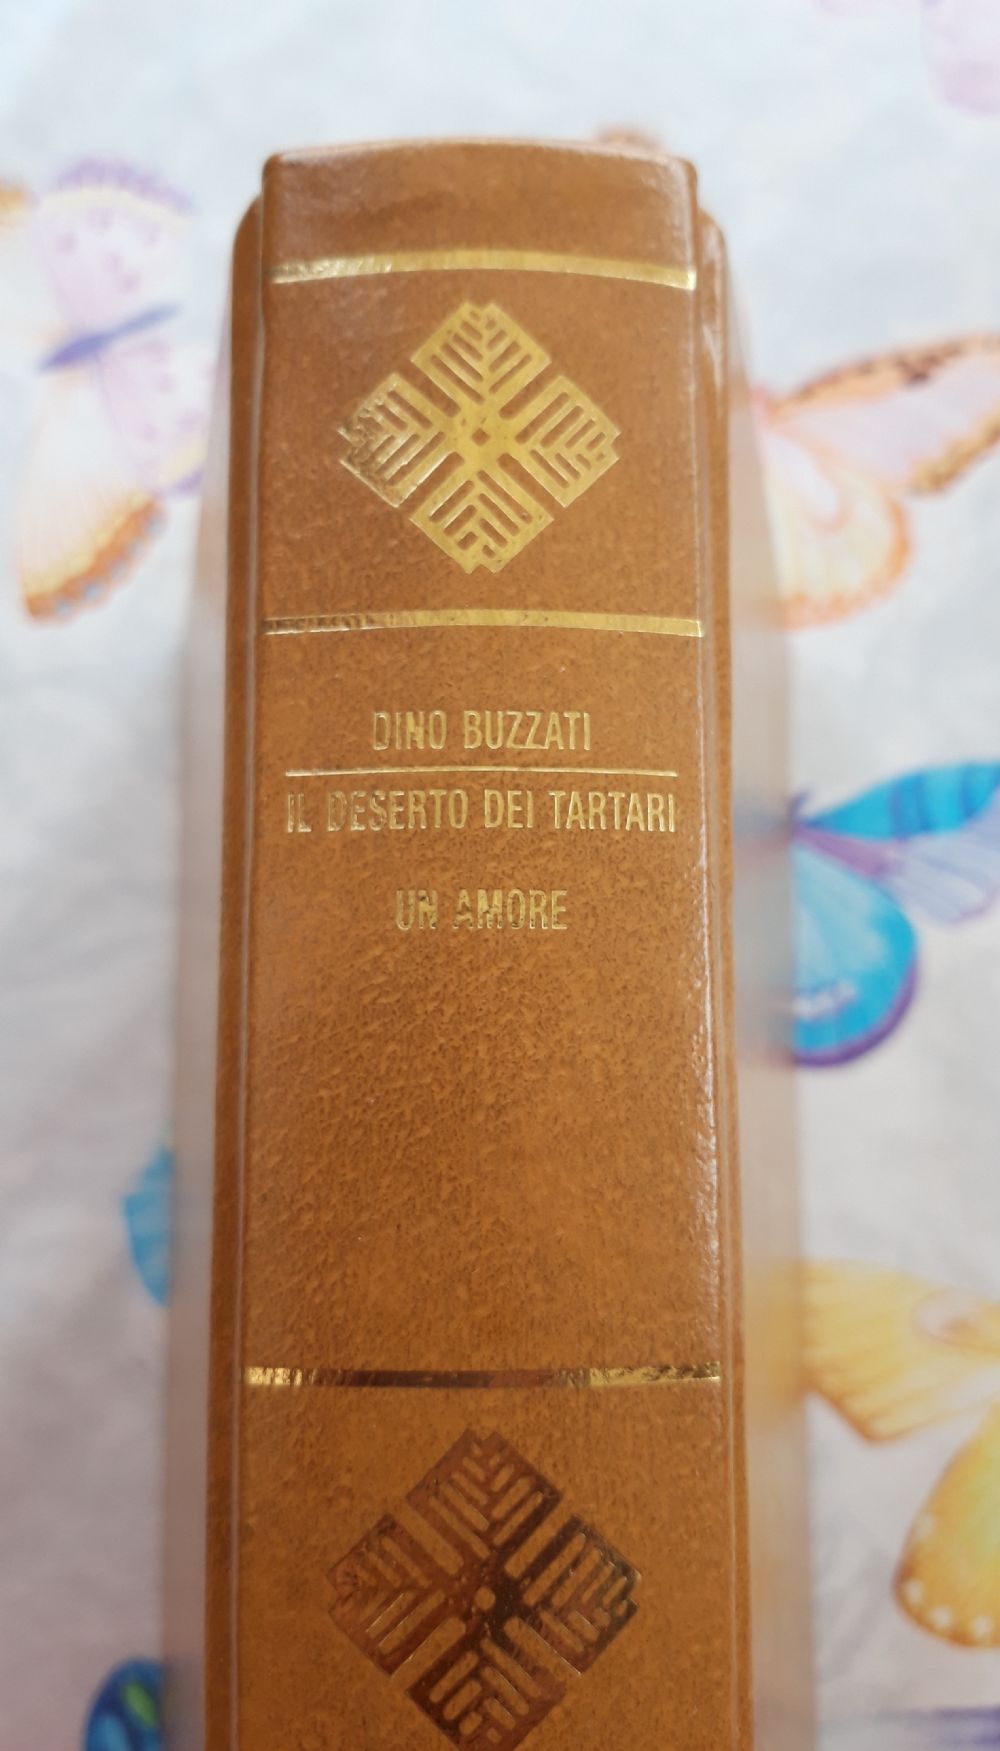 DINO BUZZATI
IL DESERTO DEI TARTARI
UN AMORE